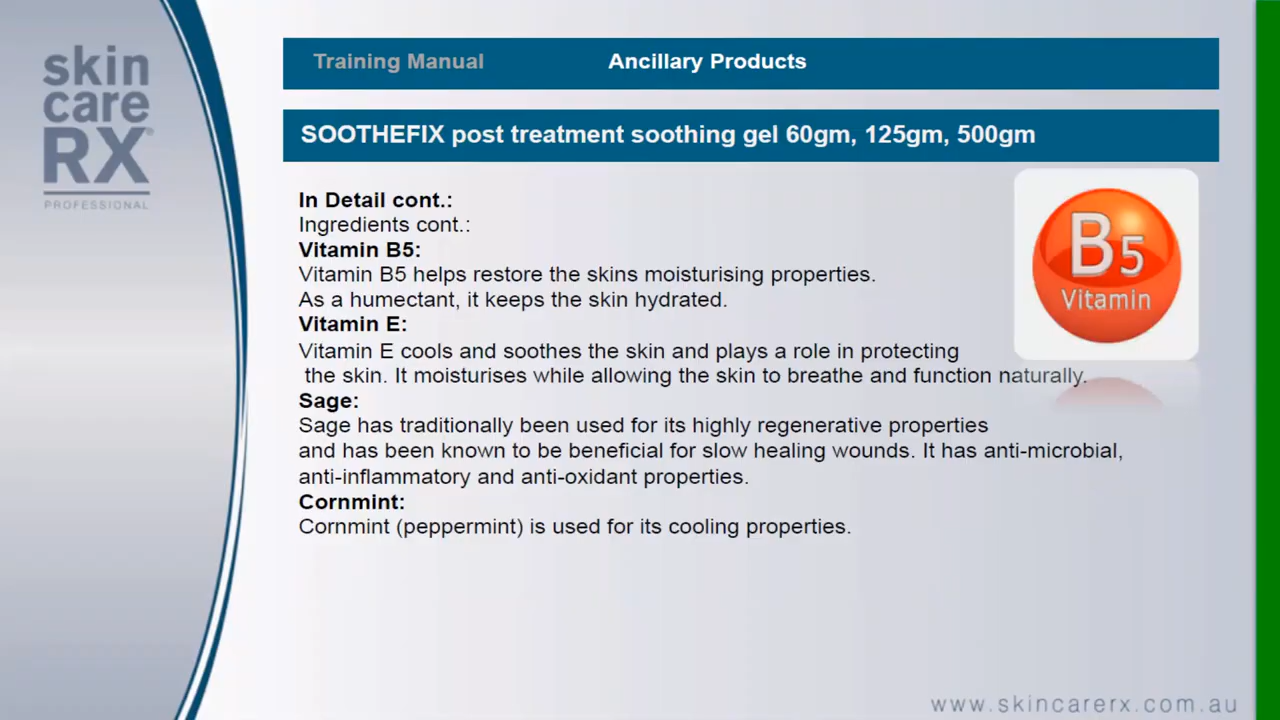 skin
care
RX®
PROFESSIONAL
Training Manual Ancillary Products
SOOTHEFIX post treatment soothing gel 60gm, 125gm, 500gm
In Detail cont.:
Ingredients cont.:
Vitamin B5:
Vitamin B5 helps restore the skins moisturising properties.
As a humectant, it keeps the skin hydrated.
Vitamin E:
Vitamin E cools and soothes the skin and plays a role in protecting
the skin. It moisturises while allowing the skin to breathe and function naturally.
Sage:
Sage has traditionally been used for its highly regenerative properties
and has been known to be beneficial for slow healing wounds. It has anti-microbial,
anti-inflammatory and anti-oxidant properties.
Cornmint:
Cornmint (peppermint) is used for its cooling properties.
B5
Vitamin
www.skincarerx.com.au